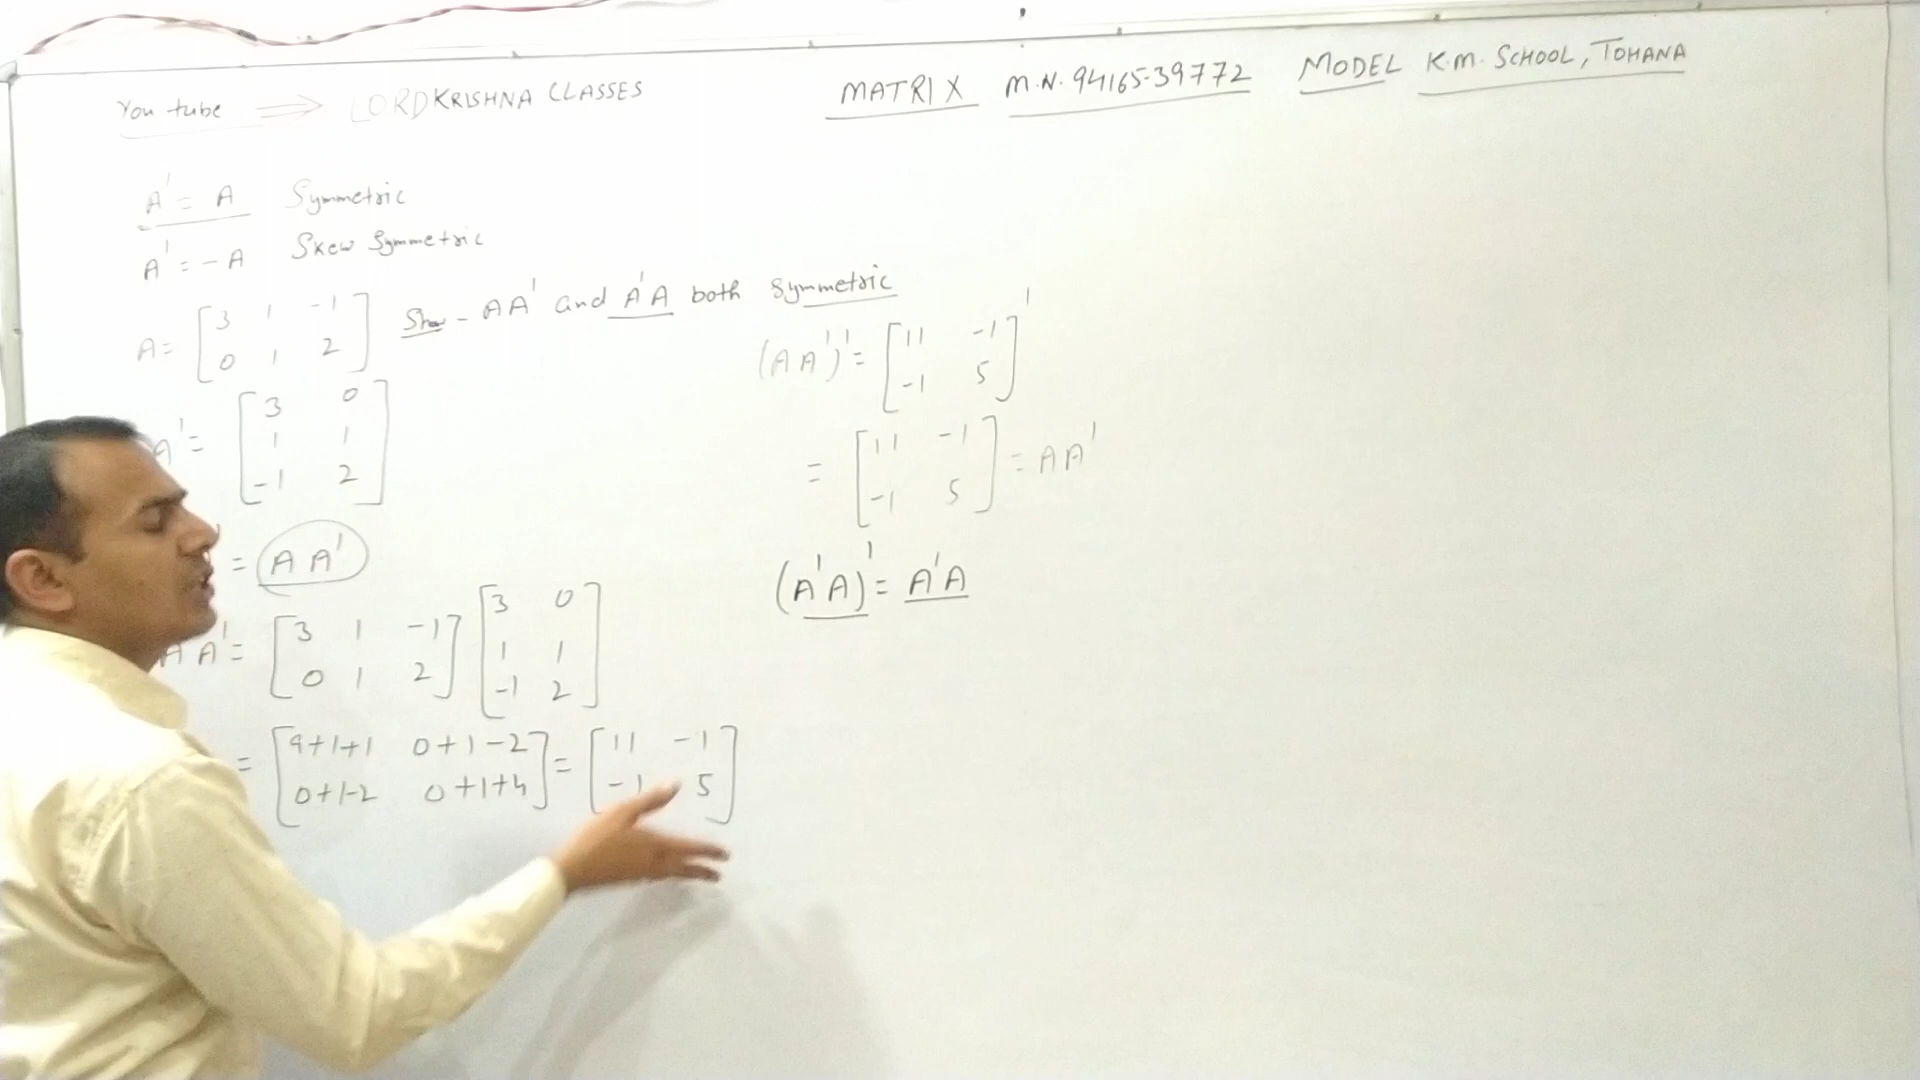 You tube ⟹ LORD KRISHNA CLASSES MATRIX M.N. 94165-39772 MODEL K.M. SCHOOL, TOHANA
A' = A Symmetric
A' = -A Skew Symmetric
A = [3 1 -1
0 1 2] Show - AA' and A'A both symmetric
A' = [3 0
1 1
-1 2]
= AA'
AA' = [3 1 -1
0 1 2] [3 0
1 1
-1 2]
= [9+1+1 0+1-2
0+1-2 0+1+4] = [11 -1
-1 5]
(AA')' = [11 -1
-1 5]'
= [11 -1
-1 5] = AA'
(A'A)' = A'A